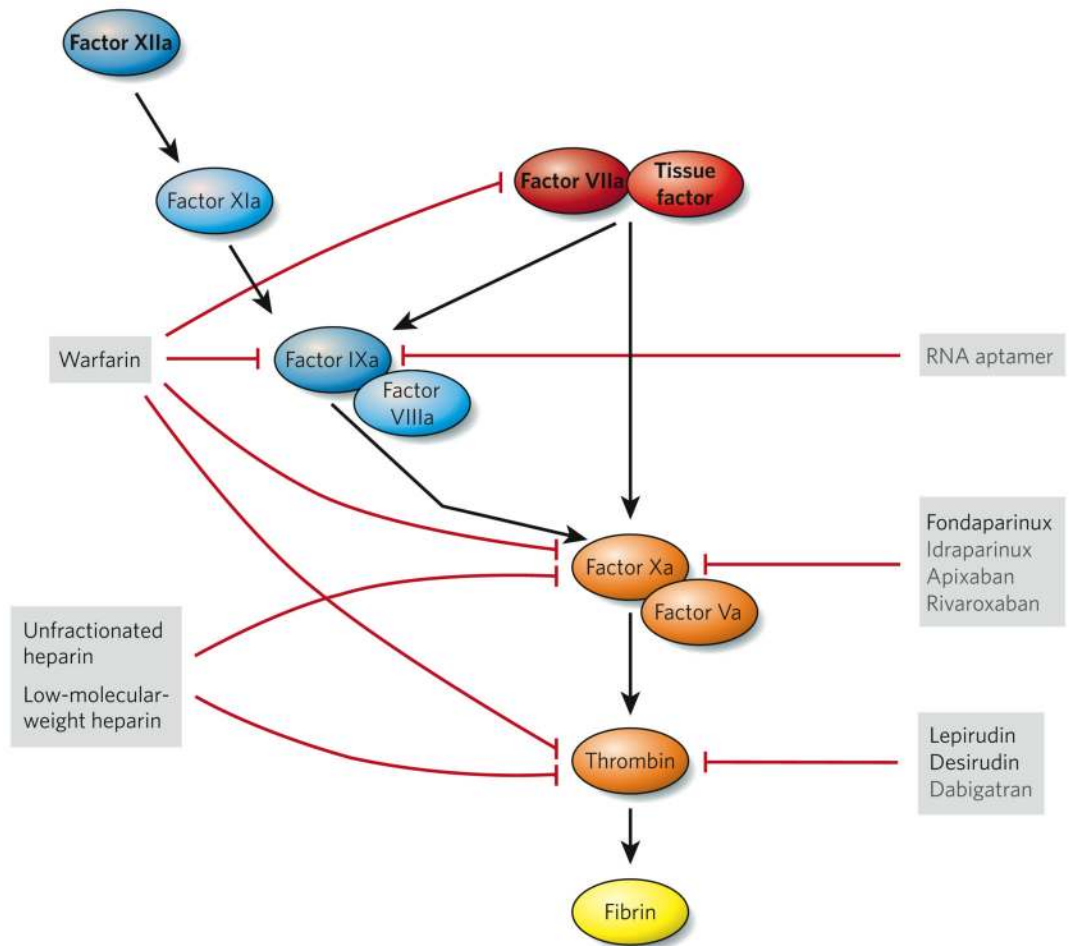 Factor XIIa
Factor XIa
Factor VIIa
Tissue
factor
Warfarin
Factor IXa
Factor
VIIIa
RNA aptamer
Factor Xa
Factor Va
Fondaparinux
Idraparinux
Apixaban
Rivaroxaban
Unfractionated
heparin
Low-molecular-
weight heparin
Thrombin
Lepirudin
Desirudin
Dabigatran
Fibrin